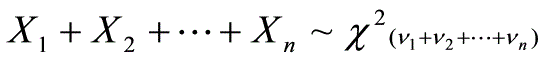 X₁ + X₂ + ⋯ + Xₙ ~ χ²(ν₁+ν₂+⋯+νₙ)